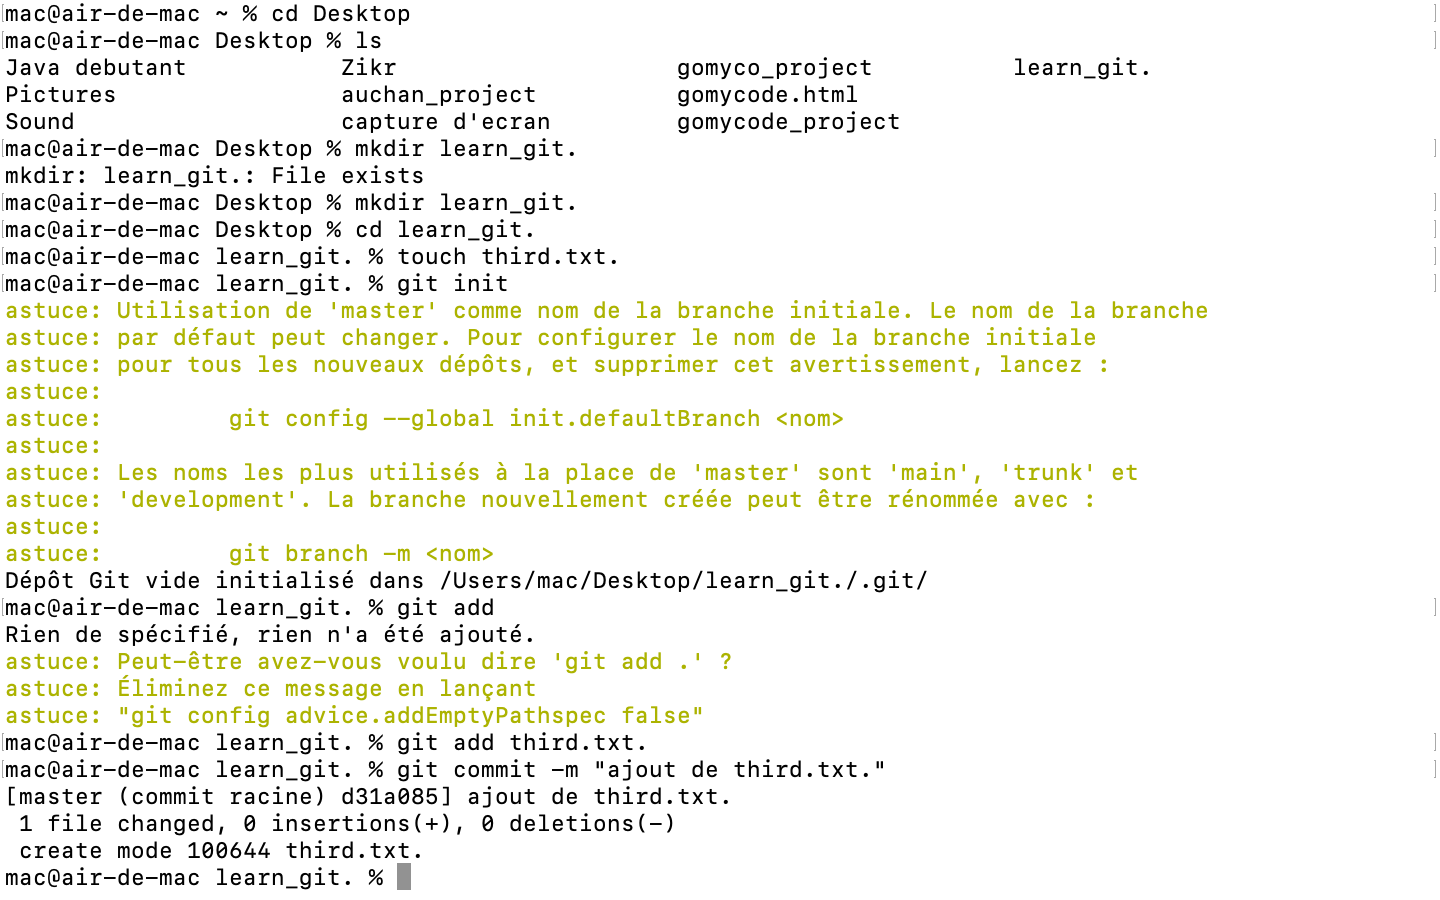 mac@air-de-mac ~ % cd Desktop
mac@air-de-mac Desktop % ls
Java debutant Zikr gomyco_project learn_git.
Pictures auchan_project gomycode.html
Sound capture d'ecran gomycode_project
mac@air-de-mac Desktop % mkdir learn_git.
mkdir: learn_git.: File exists
mac@air-de-mac Desktop % mkdir learn_git.
mac@air-de-mac Desktop % cd learn_git.
mac@air-de-mac learn_git. % touch third.txt.
mac@air-de-mac learn_git. % git init
astuce: Utilisation de 'master' comme nom de la branche initiale. Le nom de la branche
astuce: par défaut peut changer. Pour configurer le nom de la branche initiale
astuce: pour tous les nouveaux dépôts, et supprimer cet avertissement, lancez :
astuce:
astuce: git config --global init.defaultBranch <nom>
astuce:
astuce: Les noms les plus utilisés à la place de 'master' sont 'main', 'trunk' et
astuce: 'development'. La branche nouvellement créée peut être rénommée avec :
astuce:
astuce: git branch -m <nom>
Dépôt Git vide initialisé dans /Users/mac/Desktop/learn_git./.git/
mac@air-de-mac learn_git. % git add
Rien de spécifié, rien n'a été ajouté.
astuce: Peut-être avez-vous voulu dire 'git add .' ?
astuce: Éliminez ce message en lançant
astuce: "git config advice.addEmptyPathspec false"
mac@air-de-mac learn_git. % git add third.txt.
mac@air-de-mac learn_git. % git commit -m "ajout de third.txt."
[master (commit racine) d31a085] ajout de third.txt.
1 file changed, 0 insertions(+), 0 deletions(-)
create mode 100644 third.txt.
mac@air-de-mac learn_git. %